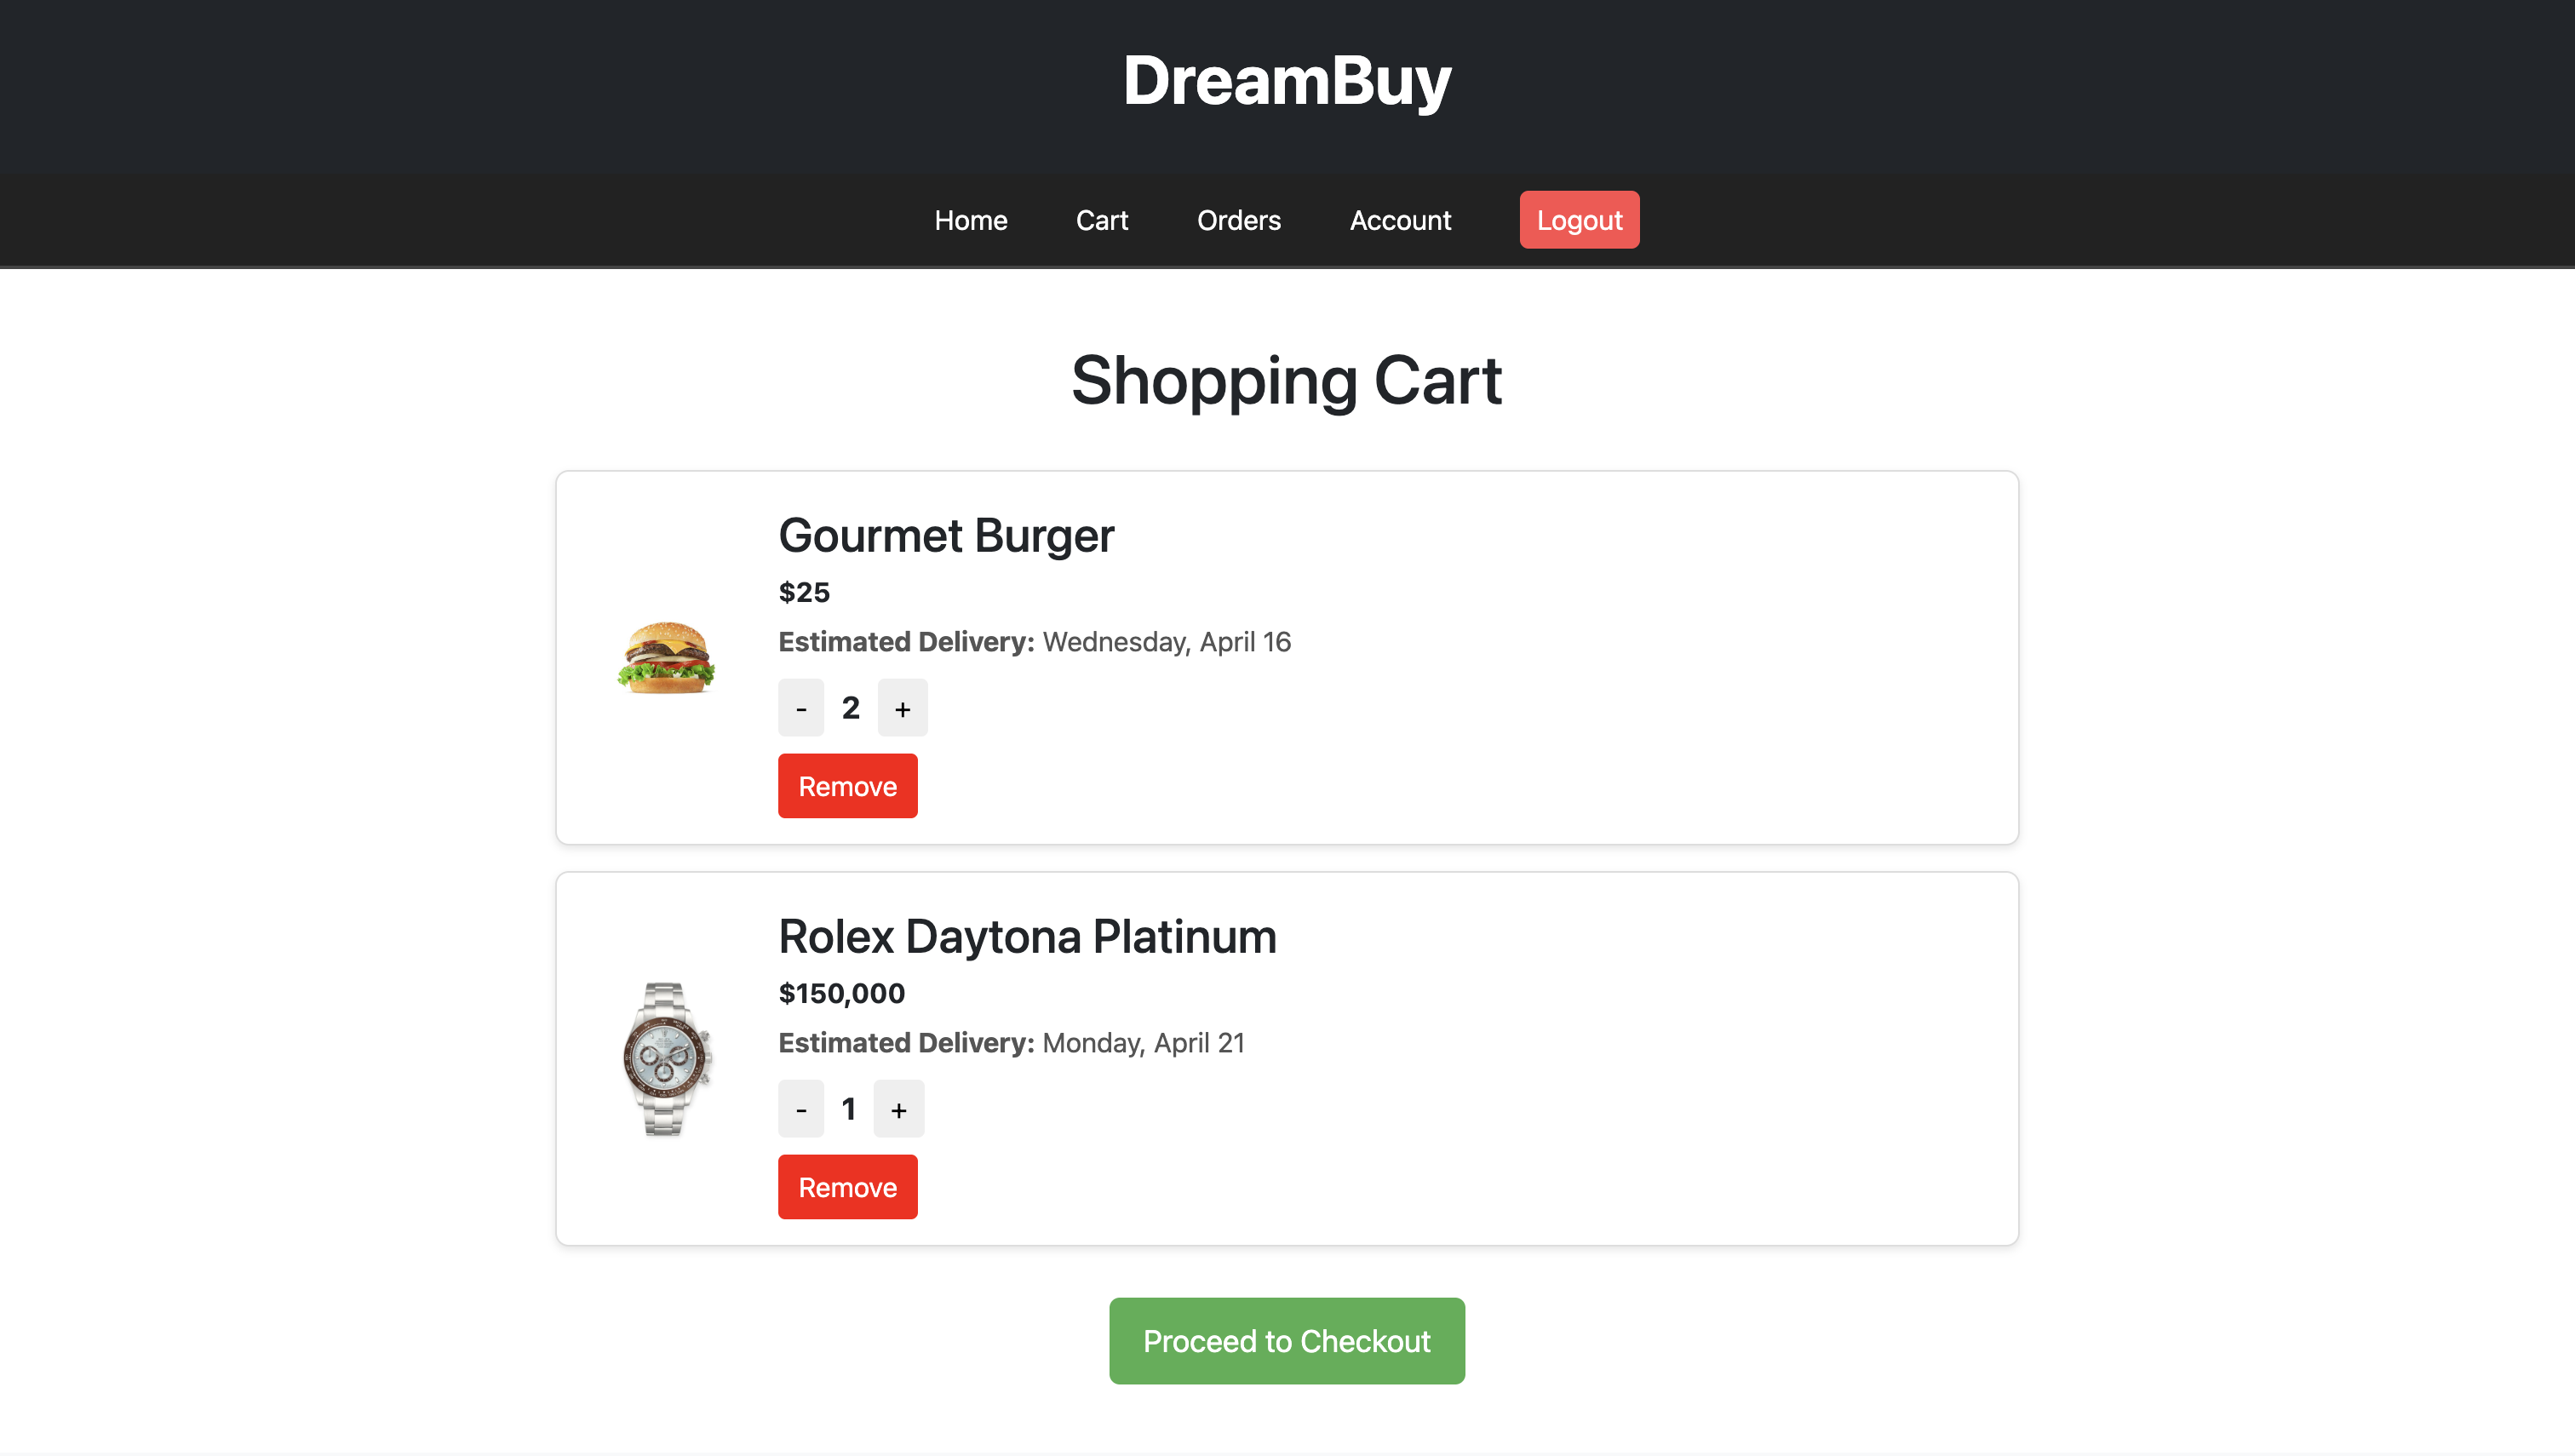 DreamBuy
Home Cart Orders Account Logout
Shopping Cart
Gourmet Burger
$25
Estimated Delivery: Wednesday, April 16
- 2 +
Remove
Rolex Daytona Platinum
$150,000
Estimated Delivery: Monday, April 21
- 1 +
Remove
Proceed to Checkout